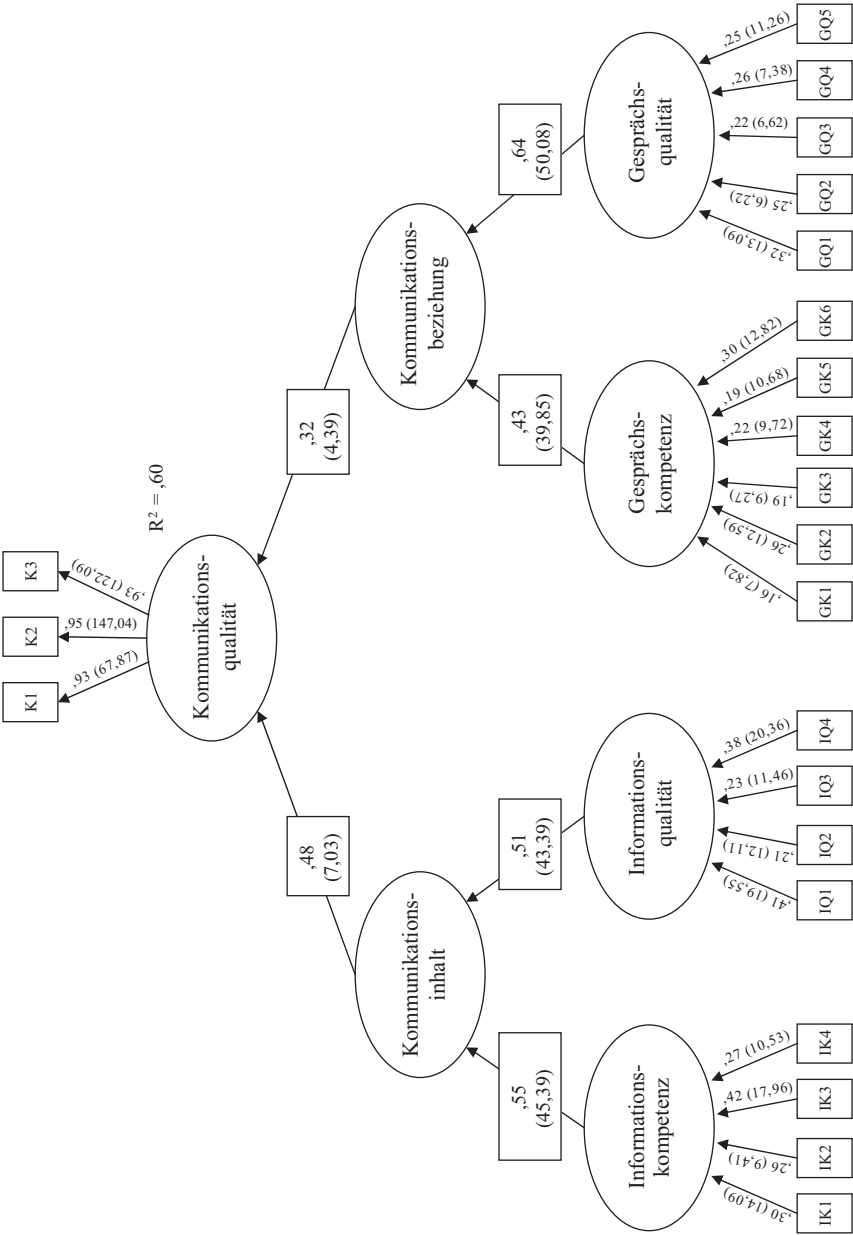 K1
K2
K3
,93 (67,87)
,95 (147,04)
,93 (122,09)
R² = ,60
Kommunikations-
qualität
,48
(7,03)
,32
(4,39)
Kommunikations-
inhalt
Kommunikations-
beziehung
,55
(45,39)
,51
(43,39)
,43
(39,85)
,64
(50,08)
Informations-
kompetenz
Informations-
qualität
Gesprächs-
kompetenz
Gesprächs-
qualität
,30 (14,09)
,26 (9,41)
,42 (17,96)
,27 (10,53)
,41 (19,55)
,21 (12,11)
,23 (11,46)
,38 (20,36)
,16 (7,82)
,26 (12,59)
,19 (9,27)
,22 (9,72)
,19 (10,68)
,30 (12,82)
,32 (13,09)
,25 (6,22)
,22 (6,62)
,26 (7,38)
,25 (11,26)
IK1
IK2
IK3
IK4
IQ1
IQ2
IQ3
IQ4
GK1
GK2
GK3
GK4
GK5
GK6
GQ1
GQ2
GQ3
GQ4
GQ5